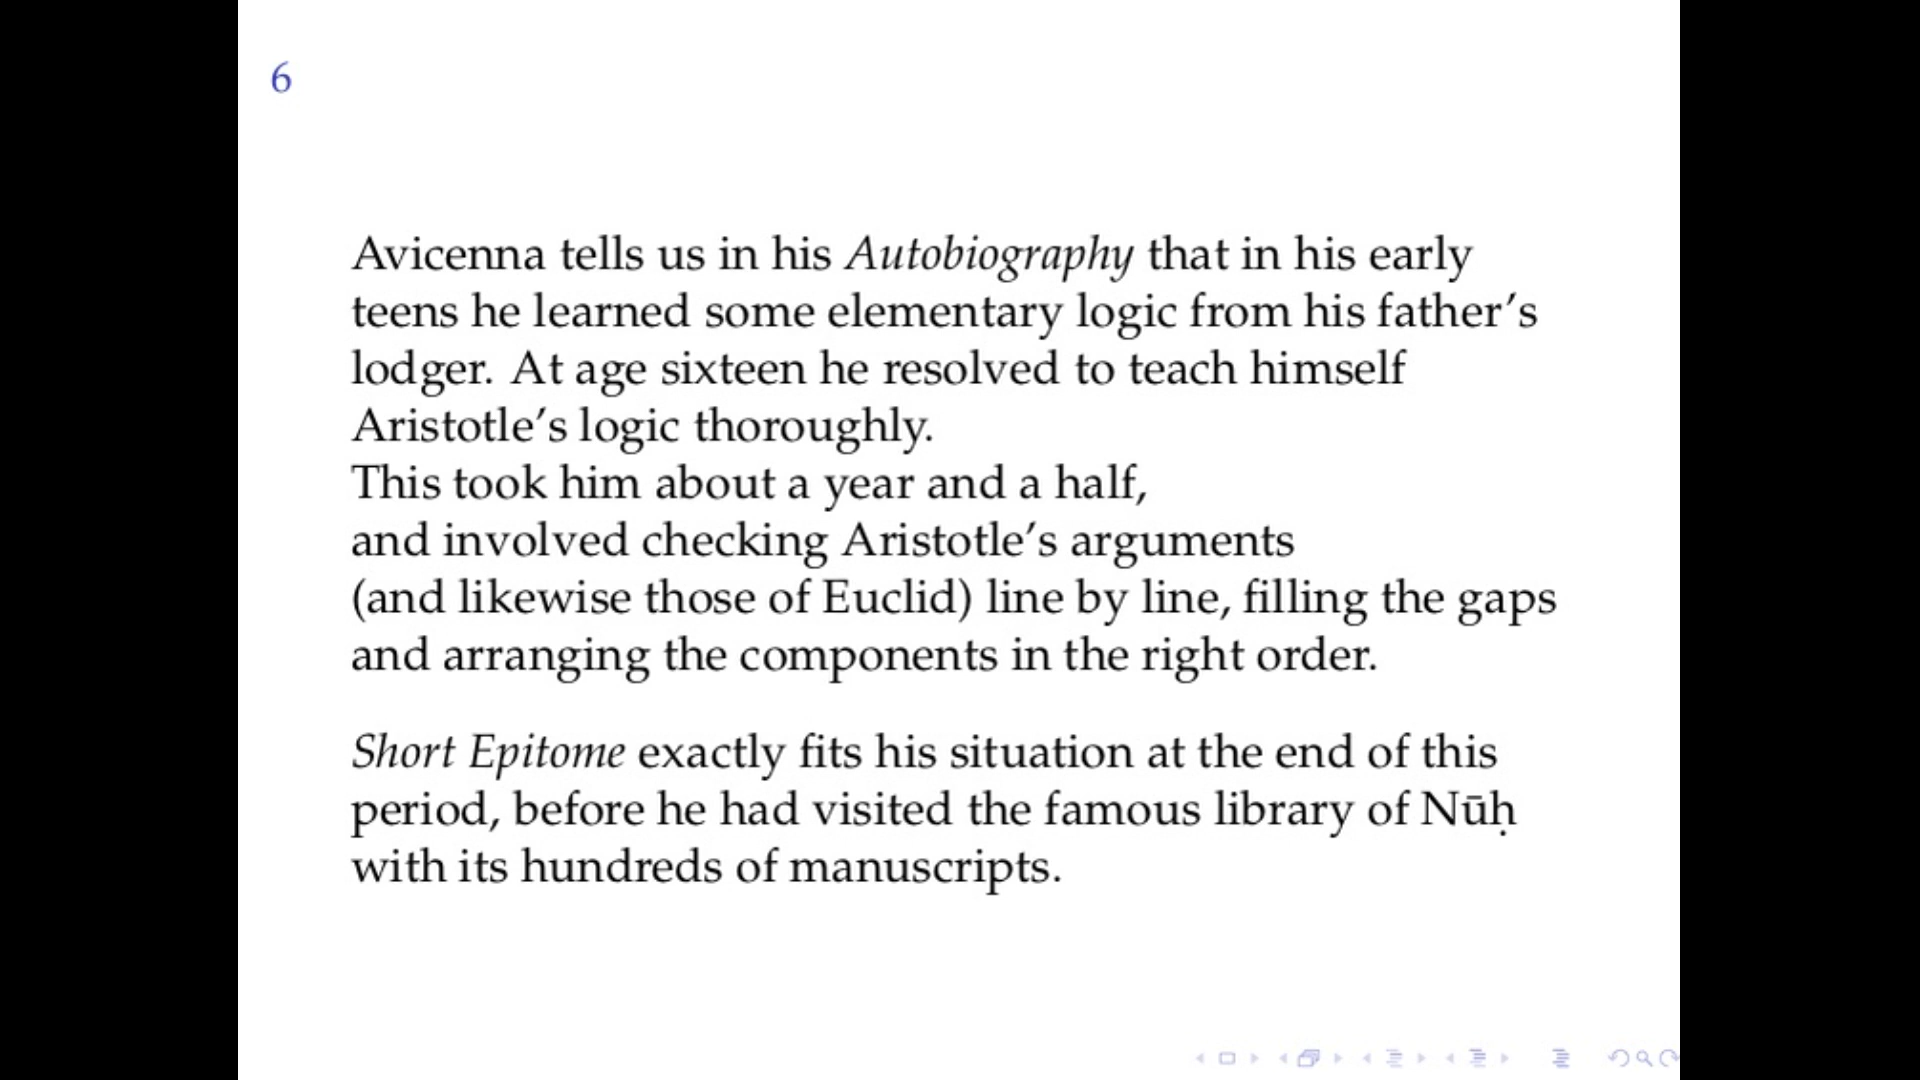 6
Avicenna tells us in his Autobiography that in his early
teens he learned some elementary logic from his father’s
lodger. At age sixteen he resolved to teach himself
Aristotle’s logic thoroughly.
This took him about a year and a half,
and involved checking Aristotle’s arguments
(and likewise those of Euclid) line by line, filling the gaps
and arranging the components in the right order.
Short Epitome exactly fits his situation at the end of this
period, before he had visited the famous library of Nūḥ
with its hundreds of manuscripts.